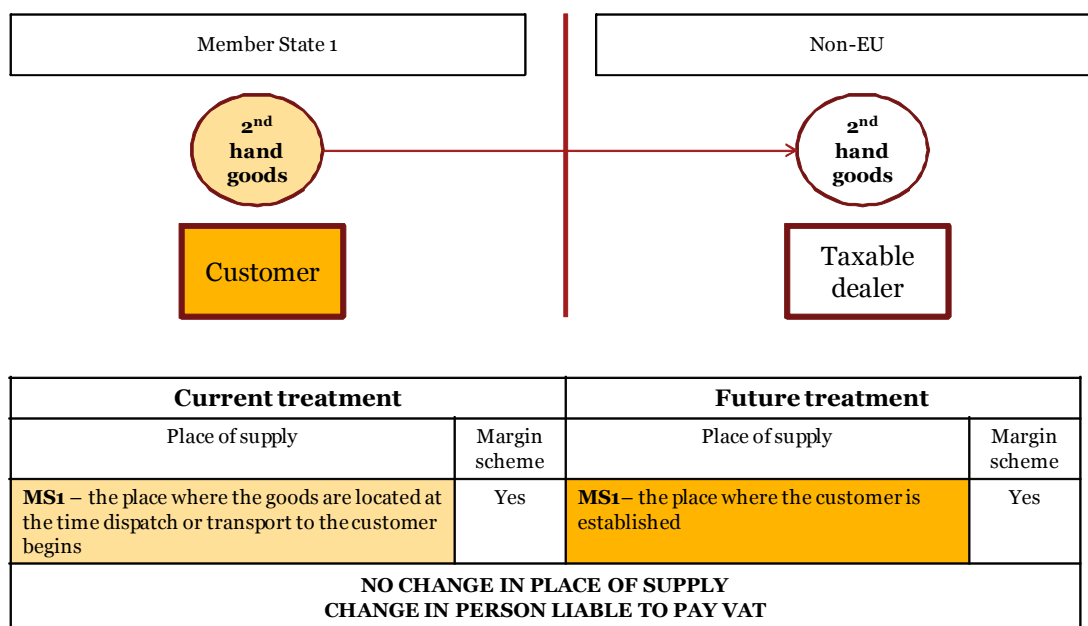 Member State 1
Non-EU
2nd
hand
goods
2nd
hand
goods
Customer
Taxable
dealer
Current treatment
Future treatment
Place of supply
Margin
scheme
Place of supply
Margin
scheme
MS1 – the place where the goods are located at
the time dispatch or transport to the customer
begins
Yes
MS1– the place where the customer is
established
Yes
NO CHANGE IN PLACE OF SUPPLY
CHANGE IN PERSON LIABLE TO PAY VAT